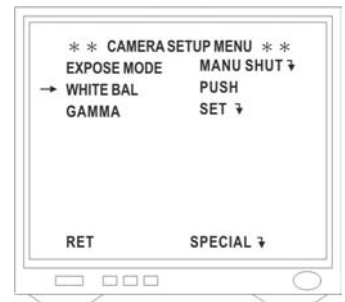 ＊ ＊ CAMERA SETUP MENU ＊ ＊
EXPOSE MODE MANU SHUT ↴
→ WHITE BAL PUSH
GAMMA SET ↴
RET SPECIAL ↴